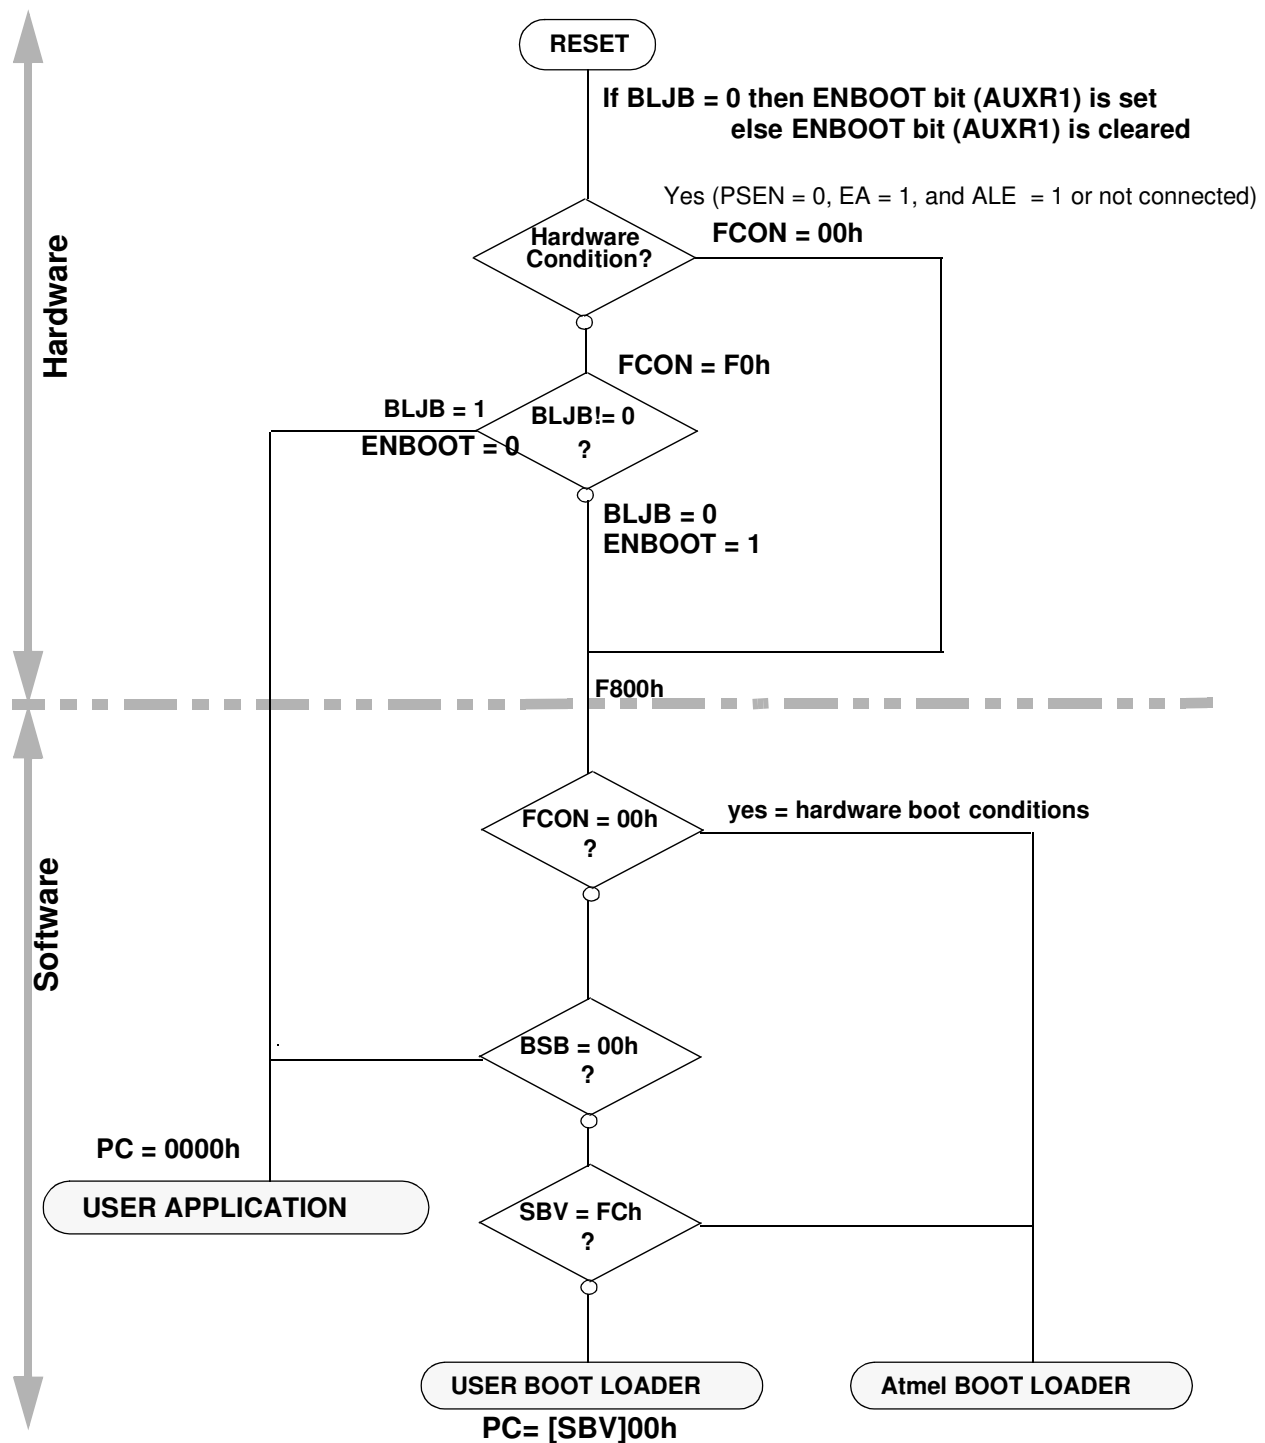 RESET
If BLJB = 0 then ENBOOT bit (AUXR1) is set
else ENBOOT bit (AUXR1) is cleared
Yes (PSEN = 0, EA = 1, and ALE = 1 or not connected)
FCON = 00h
Hardware
Condition?
Hardware
FCON = F0h
BLJB = 1
ENBOOT = 0
BLJB!= 0
?
BLJB = 0
ENBOOT = 1
F800h
FCON = 00h
?
yes = hardware boot conditions
Software
BSB = 00h
?
PC = 0000h
USER APPLICATION
SBV = FCh
?
USER BOOT LOADER
PC= [SBV]00h
Atmel BOOT LOADER